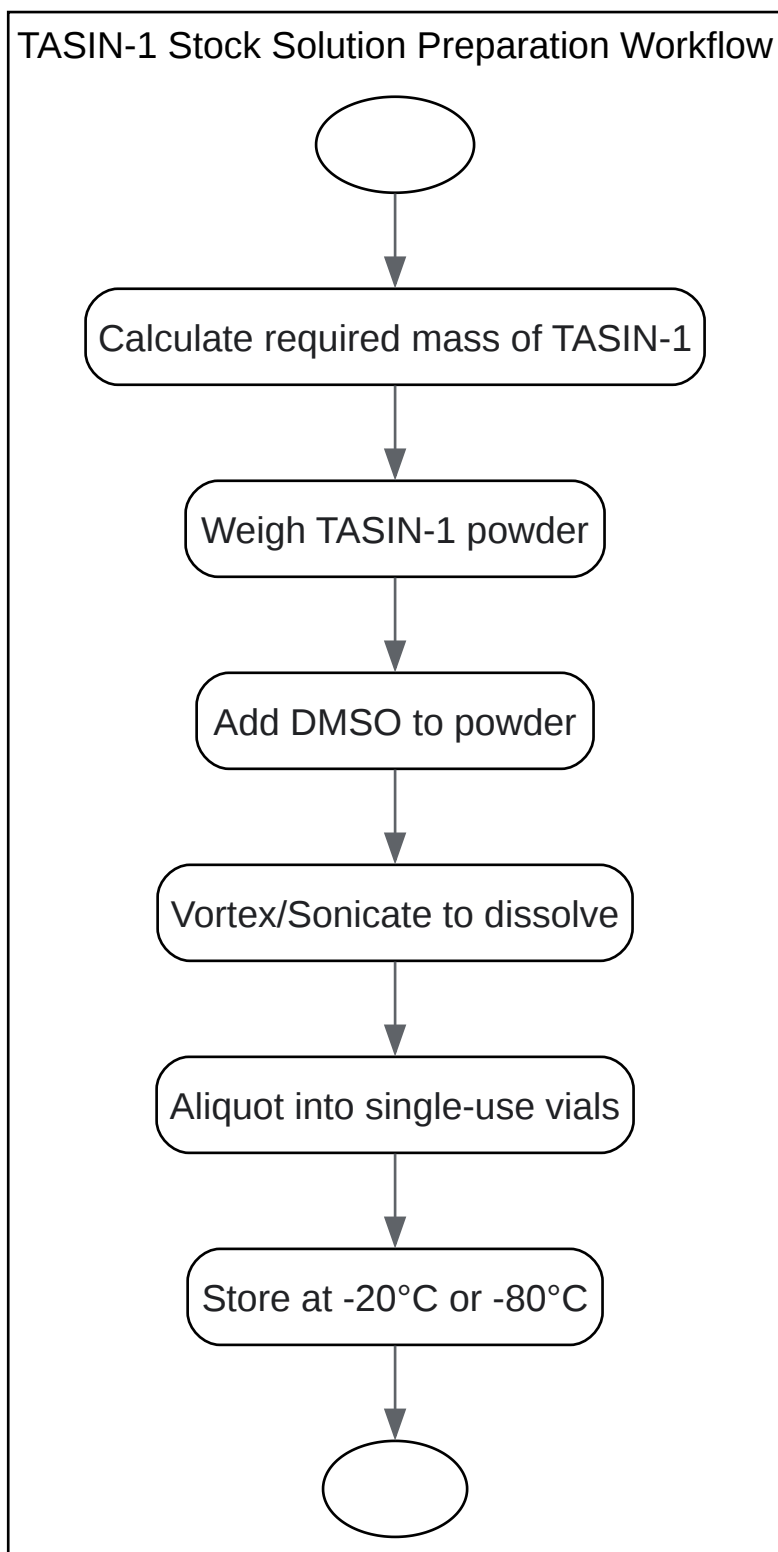 TASIN-1 Stock Solution Preparation Workflow
Calculate required mass of TASIN-1
Weigh TASIN-1 powder
Add DMSO to powder
Vortex/Sonicate to dissolve
Aliquot into single-use vials
Store at -20°C or -80°C